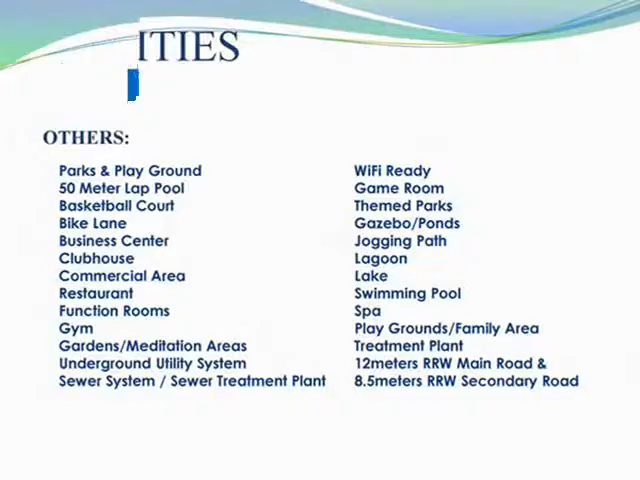 ITIES
OTHERS:
Parks & Play Ground
50 Meter Lap Pool
Basketball Court
Bike Lane
Business Center
Clubhouse
Commercial Area
Restaurant
Function Rooms
Gym
Gardens/Meditation Areas
Underground Utility System
Sewer System / Sewer Treatment Plant
WiFi Ready
Game Room
Themed Parks
Gazebo/Ponds
Jogging Path
Lagoon
Lake
Swimming Pool
Spa
Play Grounds/Family Area
Treatment Plant
12meters RRW Main Road &
8.5meters RRW Secondary Road